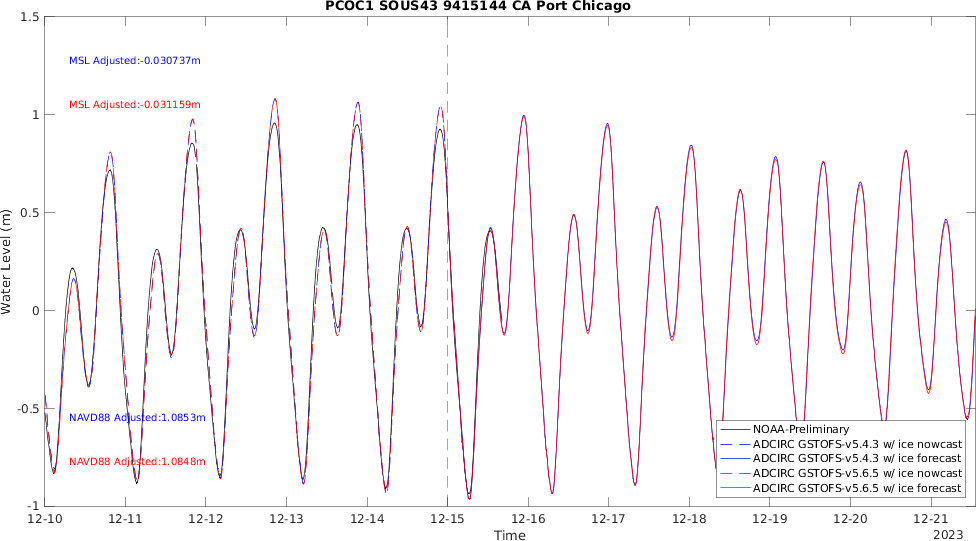 PCOC1 SOUS43 9415144 CA Port Chicago
1.5
MSL Adjusted:-0.030737m
MSL Adjusted:-0.031159m
1
0.5
Water Level (m)
0
-0.5
NAVD88 Adjusted:1.0853m
NAVD88 Adjusted:1.0848m
-1
NOAA-Preliminary
ADCIRC GSTOFS-v5.4.3 w/ ice nowcast
ADCIRC GSTOFS-v5.4.3 w/ ice forecast
ADCIRC GSTOFS-v5.6.5 w/ ice nowcast
ADCIRC GSTOFS-v5.6.5 w/ ice forecast
12-10 12-11 12-12 12-13 12-14 12-15 12-16 12-17 12-18 12-19 12-20 12-21
Time
2023